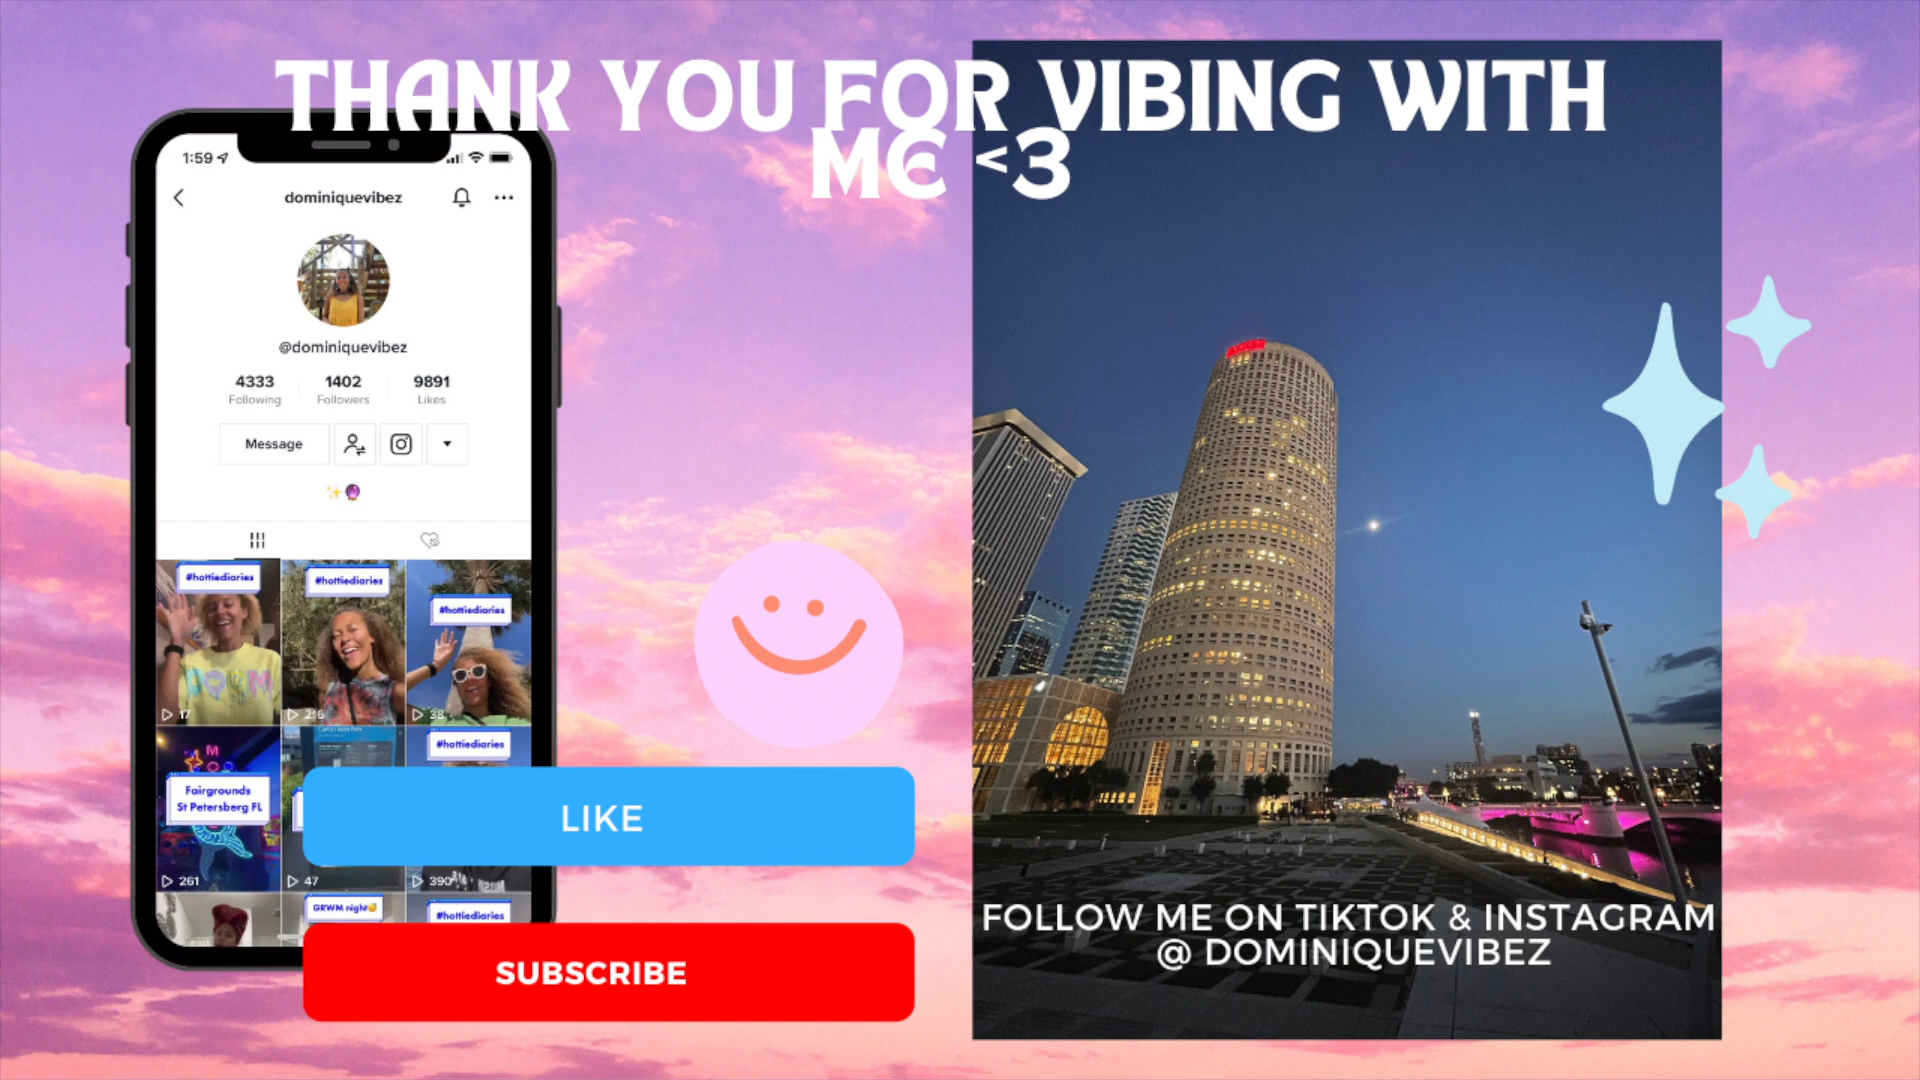 THANK YOU FOR VIBING WITH
ME <3
1:59
dominiquevibez
@dominiquevibez
4333
1402
9891
Following
Followers
Likes
Message
#hottiediaries
#hottiediaries
#hottiediaries
17
216
38
#hottiediaries
Fairgrounds
St Petersberg FL
261
47
390
GRWM night
#hottiediaries
LIKE
SUBSCRIBE
FOLLOW ME ON TIKTOK & INSTAGRAM
@ DOMINIQUEVIBEZ